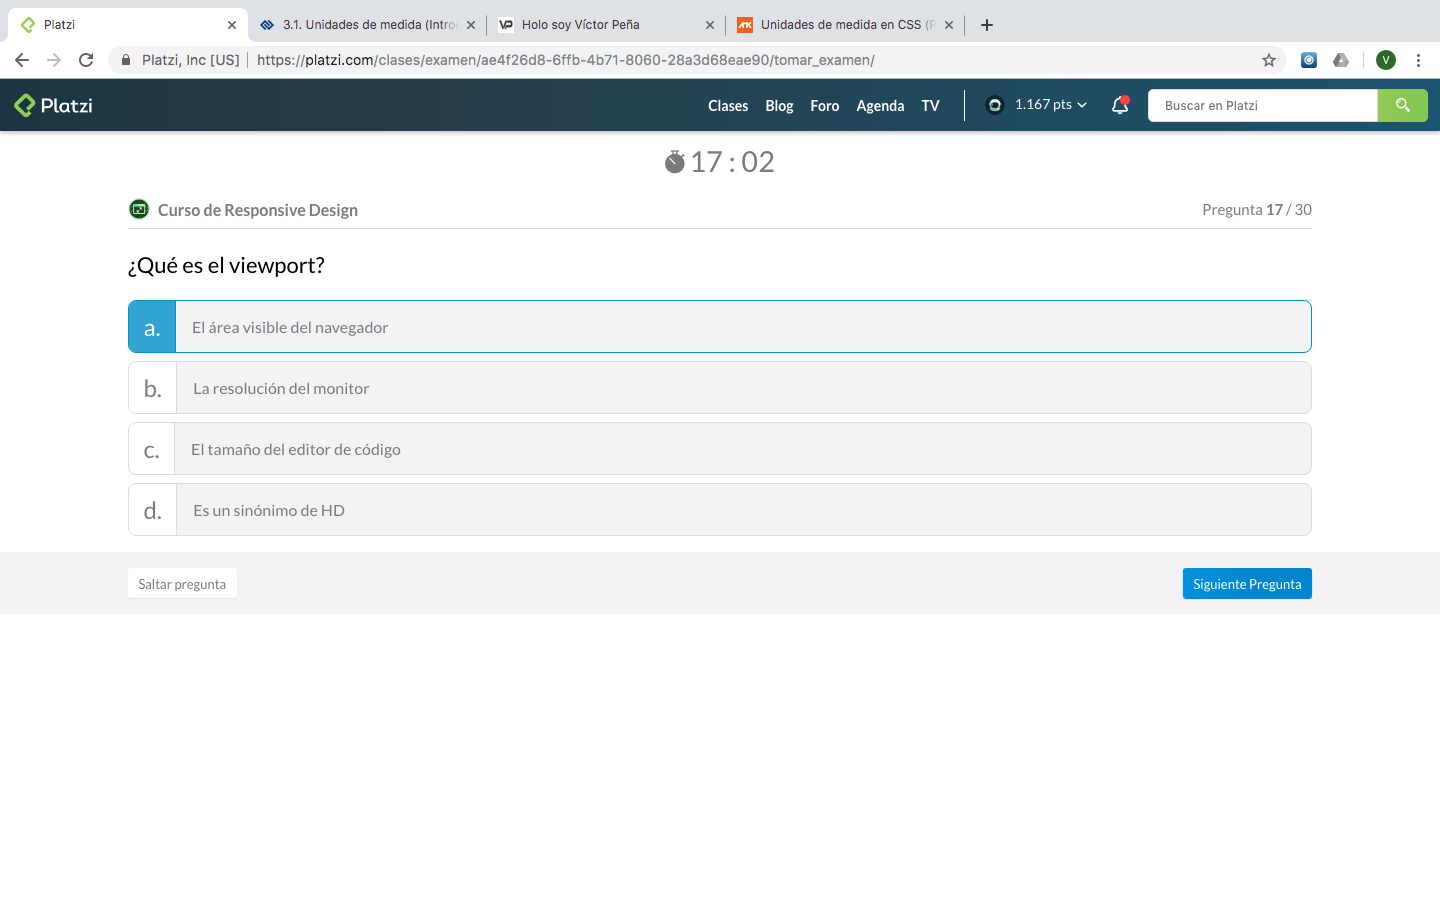 Platzi
3.1. Unidades de medida (Intro
Holo soy Víctor Peña
Unidades de medida en CSS (P
Platzi, Inc [US]
https://platzi.com/clases/examen/ae4f26d8-6ffb-4b71-8060-28a3d68eae90/tomar_examen/
V
Platzi
Clases
Blog
Foro
Agenda
TV
1.167 pts
Buscar en Platzi
17 : 02
Curso de Responsive Design
Pregunta 17 / 30
¿Qué es el viewport?
a. El área visible del navegador
b. La resolución del monitor
c. El tamaño del editor de código
d. Es un sinónimo de HD
Saltar pregunta
Siguiente Pregunta